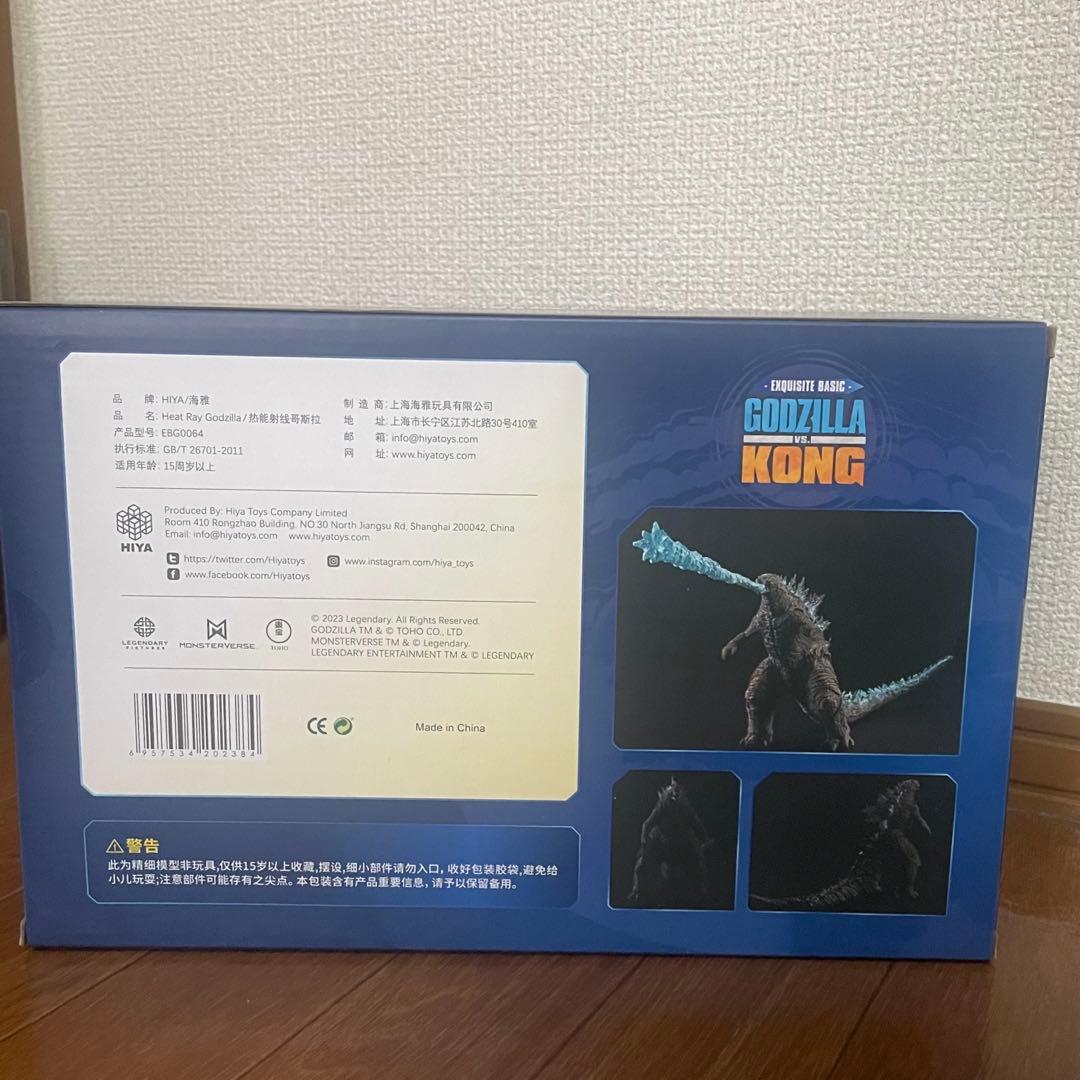 品 牌: HIYA/海雅
品 名: Heat Ray Godzilla/热能射线哥斯拉
产品型号: EBG0064
执行标准: GB/T 26701-2011
适用年龄: 15周岁以上
制 造 商: 上海海雅玩具有限公司
地 址: 上海市长宁区江苏北路30号410室
邮 箱: info@hiyatoys.com
网 址: www.hiyatoys.com
HIYA
Produced By: Hiya Toys Company Limited
Room 410 Rongzhao Building, NO.30 North Jiangsu Rd, Shanghai 200042, China
Email: info@hiyatoys.com www.hiyatoys.com
https://twitter.com/Hiyatoys
www.instagram.com/hiya_toys
www.facebook.com/Hiyatoys
LEGENDARY
PICTURES
MONSTERVERSE
東宝
TOHO
© 2023 Legendary. All Rights Reserved.
GODZILLA TM & © TOHO CO., LTD
MONSTERVERSE TM & © Legendary.
LEGENDARY ENTERTAINMENT TM & © LEGENDARY
6 957534 202384
CE
Made in China
警告
此为精细模型非玩具,仅供15岁以上收藏,摆设,细小部件请勿入口, 收好包装胶袋,避免给
小儿玩耍;注意部件可能存有之尖点。本包装含有产品重要信息, 请予以保留备用。
- EXQUISITE BASIC -
GODZILLA
VS.
KONG